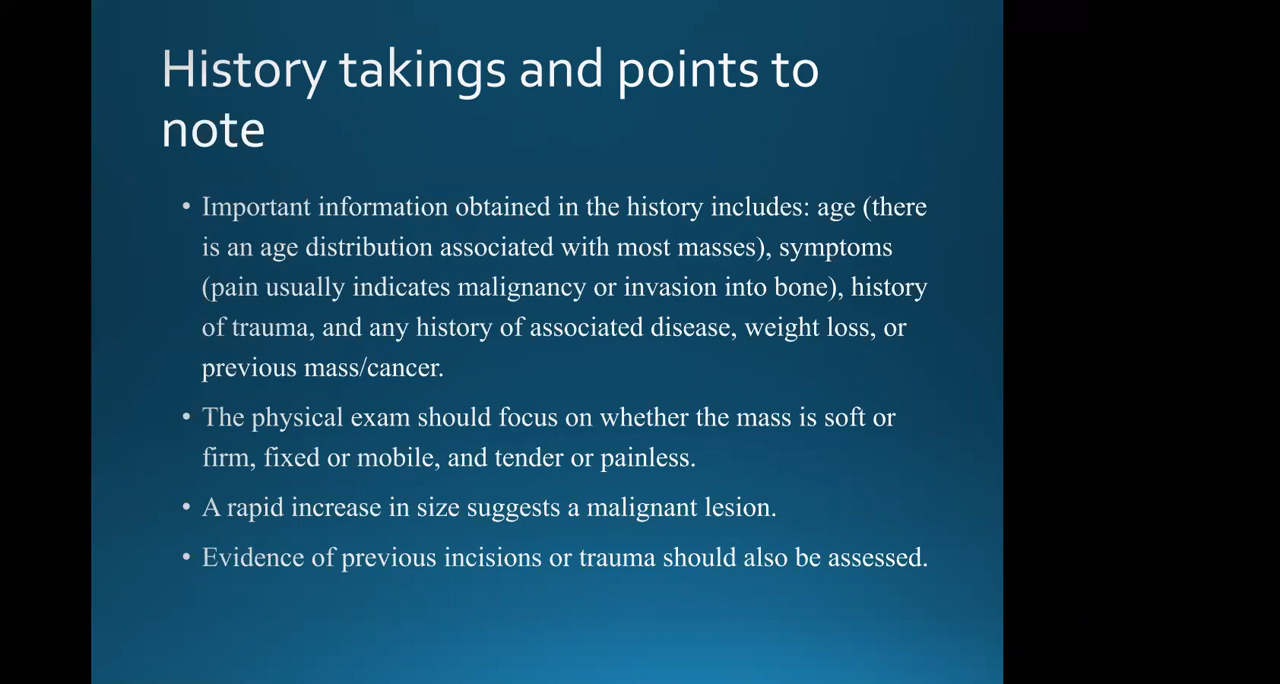 History takings and points to
note
• Important information obtained in the history includes: age (there
is an age distribution associated with most masses), symptoms
(pain usually indicates malignancy or invasion into bone), history
of trauma, and any history of associated disease, weight loss, or
previous mass/cancer.
• The physical exam should focus on whether the mass is soft or
firm, fixed or mobile, and tender or painless.
• A rapid increase in size suggests a malignant lesion.
• Evidence of previous incisions or trauma should also be assessed.